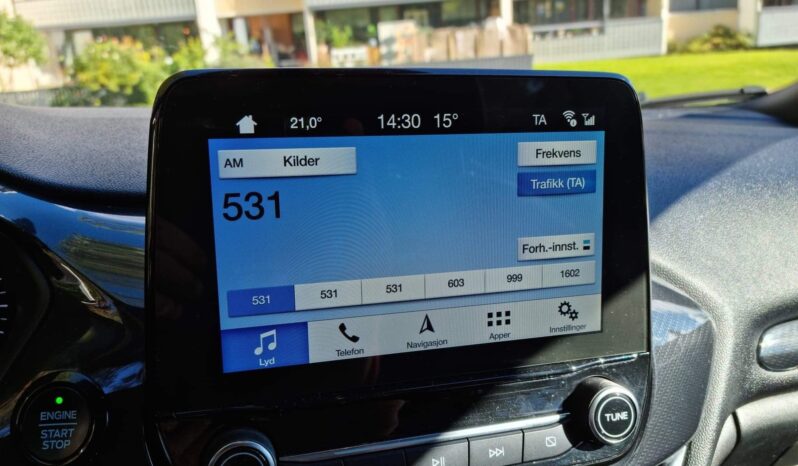 21,0° 14:30 15° TA
AM Kilder Frekvens
531 Trafikk (TA)
Forh.-innst.
531 531 531 603 999 1602
Lyd Telefon Navigasjon Apper Innstillinger
ENGINE
START
STOP
TUNE